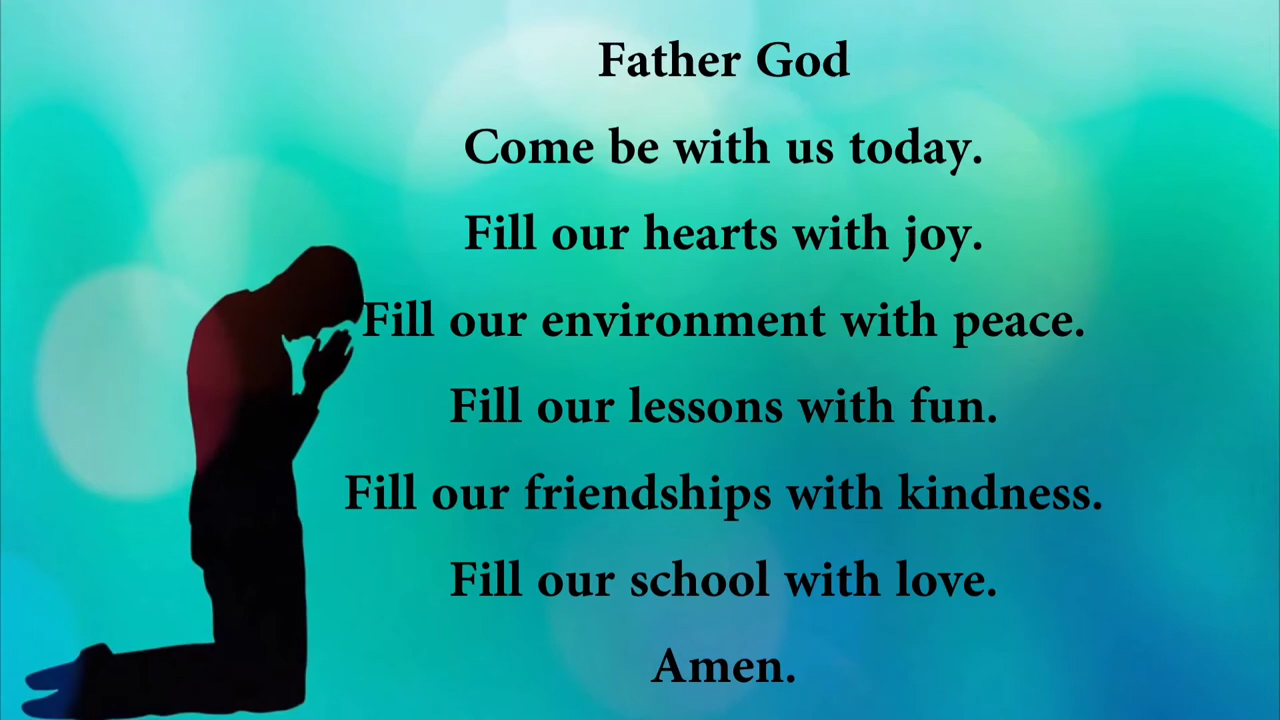 Father God
Come be with us today.
Fill our hearts with joy.
Fill our environment with peace.
Fill our lessons with fun.
Fill our friendships with kindness.
Fill our school with love.
Amen.